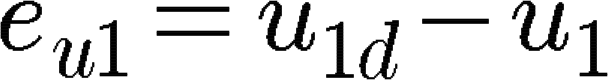 e_{u1} = u_{1d} - u_1